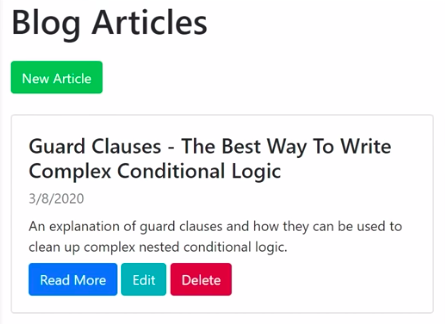 Blog Articles
New Article
Guard Clauses - The Best Way To Write
Complex Conditional Logic
3/8/2020
An explanation of guard clauses and how they can be used to
clean up complex nested conditional logic.
Read More Edit Delete